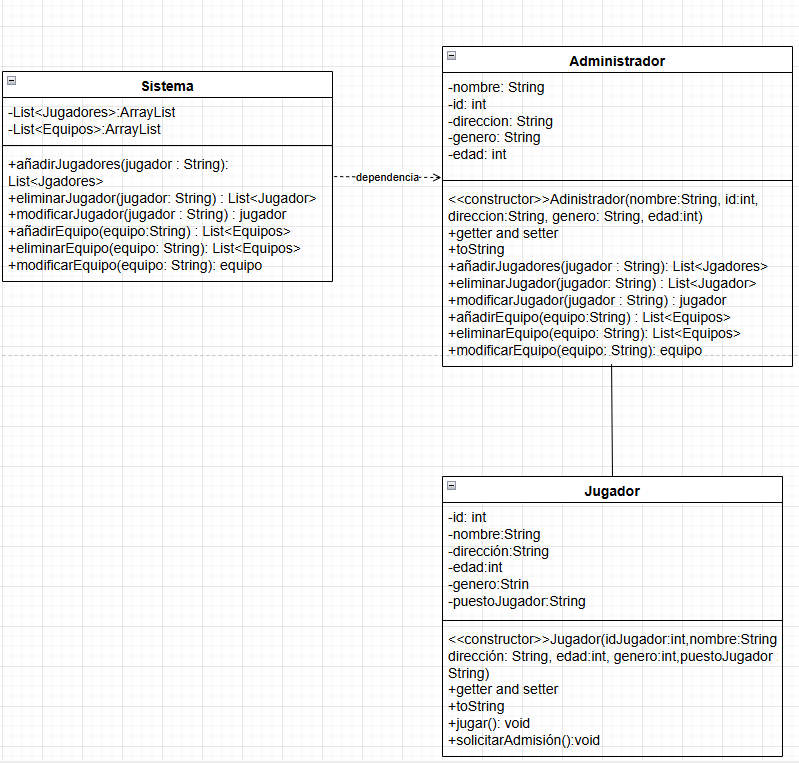 Sistema
-List<Jugadores>:ArrayList
-List<Equipos>:ArrayList
+añadirJugadores(jugador : String):
List<Jgadores>
+eliminarJugador(jugador: String) : List<Jugador>
+modificarJugador(jugador : String) : jugador
+añadirEquipo(equipo:String) : List<Equipos>
+eliminarEquipo(equipo: String): List<Equipos>
+modificarEquipo(equipo: String): equipo
dependencia
Administrador
-nombre: String
-id: int
-direccion: String
-genero: String
-edad: int
<<constructor>>Adinistrador(nombre:String, id:int,
direccion:String, genero: String, edad:int)
+getter and setter
+toString
+añadirJugadores(jugador : String): List<Jgadores>
+eliminarJugador(jugador: String) : List<Jugador>
+modificarJugador(jugador : String) : jugador
+añadirEquipo(equipo:String) : List<Equipos>
+eliminarEquipo(equipo: String): List<Equipos>
+modificarEquipo(equipo: String): equipo
Jugador
-id: int
-nombre:String
-dirección:String
-edad:int
-genero:Strin
-puestoJugador:String
<<constructor>>Jugador(idJugador:int,nombre:String
dirección: String, edad:int, genero:int,puestoJugador
String)
+getter and setter
+toString
+jugar(): void
+solicitarAdmisión():void